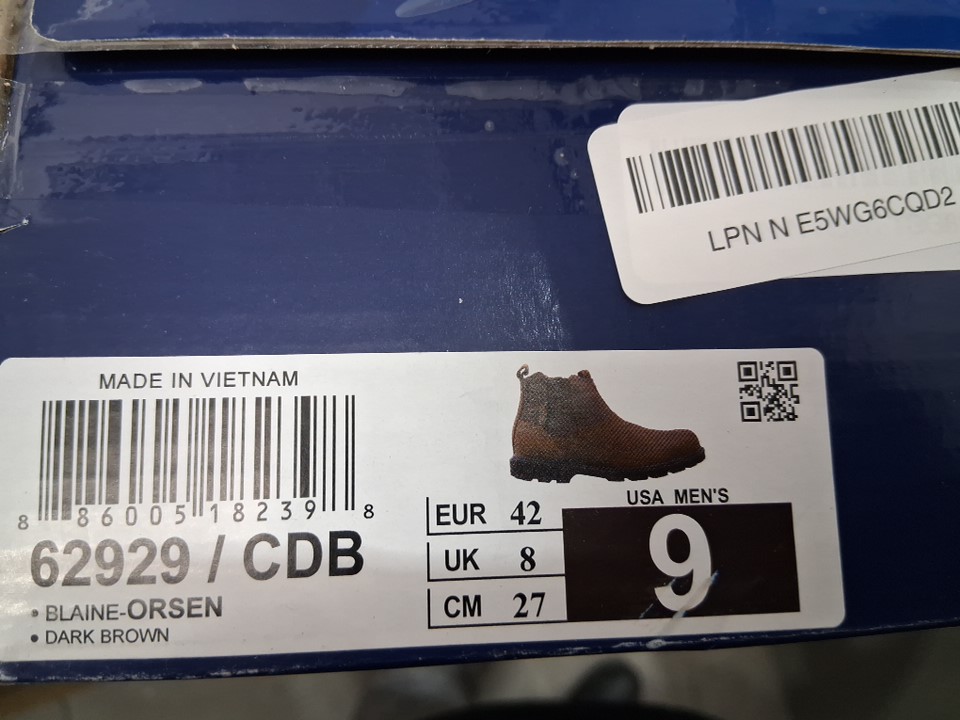 LPN N E5WG6CQD2
MADE IN VIETNAM
8 86005 18239 8
62929 / CDB
• BLAINE-ORSEN
• DARK BROWN
EUR 42
UK 8
CM 27
USA MEN'S
9